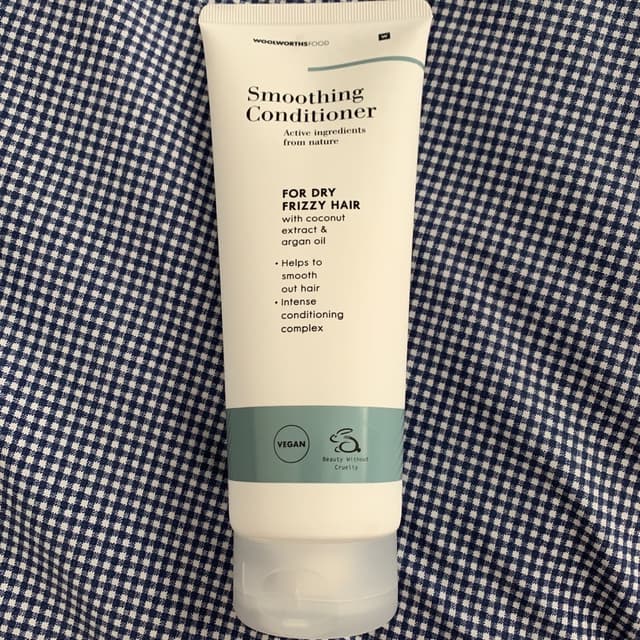 WOOLWORTHSFOOD
W
Smoothing
Conditioner
Active ingredients
from nature
FOR DRY
FRIZZY HAIR
with coconut
extract &
argan oil
• Helps to
smooth
out hair
• Intense
conditioning
complex
VEGAN
Beauty Without
Cruelty